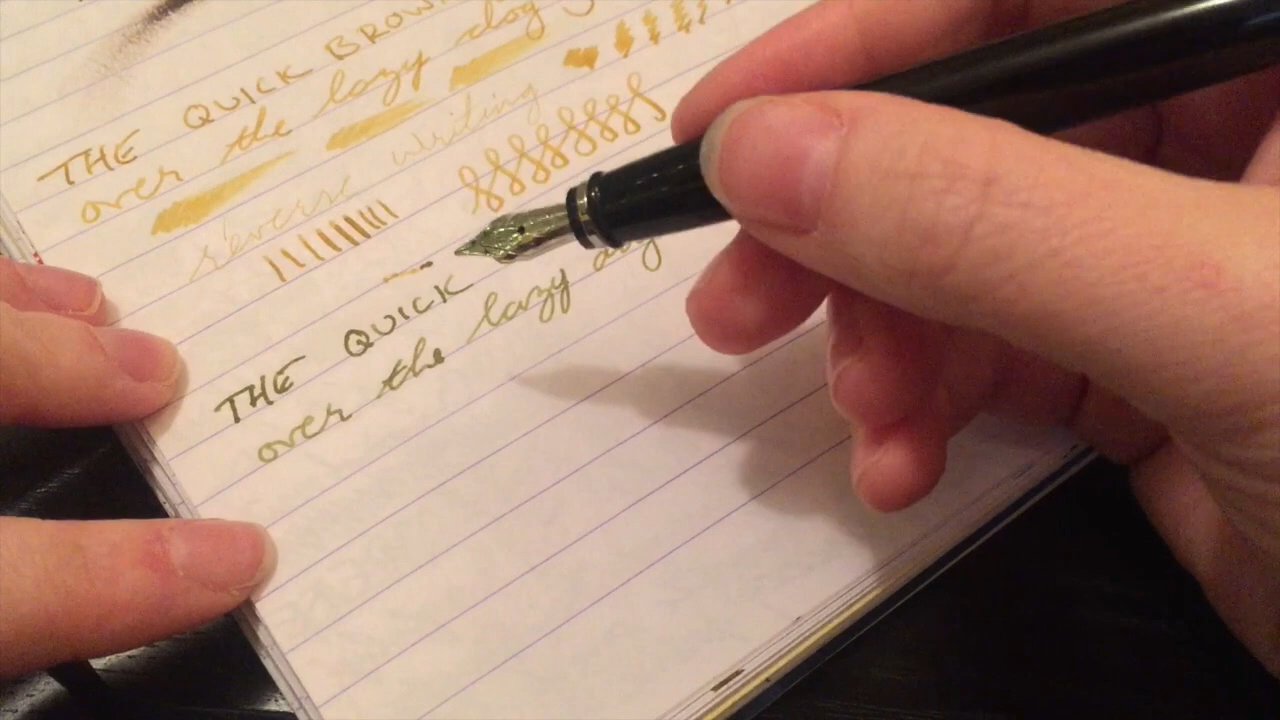 THE QUICK BROWN
over the lazy dog
reverse writing
THE QUICK
over the lazy dog